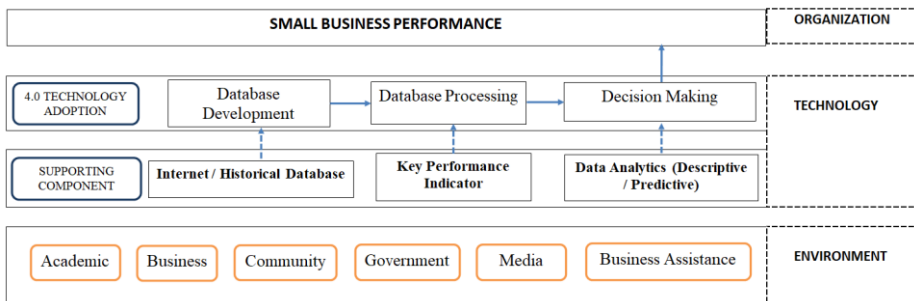 SMALL BUSINESS PERFORMANCE
ORGANIZATION
4.0 TECHNOLOGY
ADOPTION
Database
Development
Database Processing
Decision Making
TECHNOLOGY
SUPPORTING
COMPONENT
Internet / Historical Database
Key Performance
Indicator
Data Analytics (Descriptive
/ Predictive)
Academic
Business
Community
Government
Media
Business Assistance
ENVIRONMENT